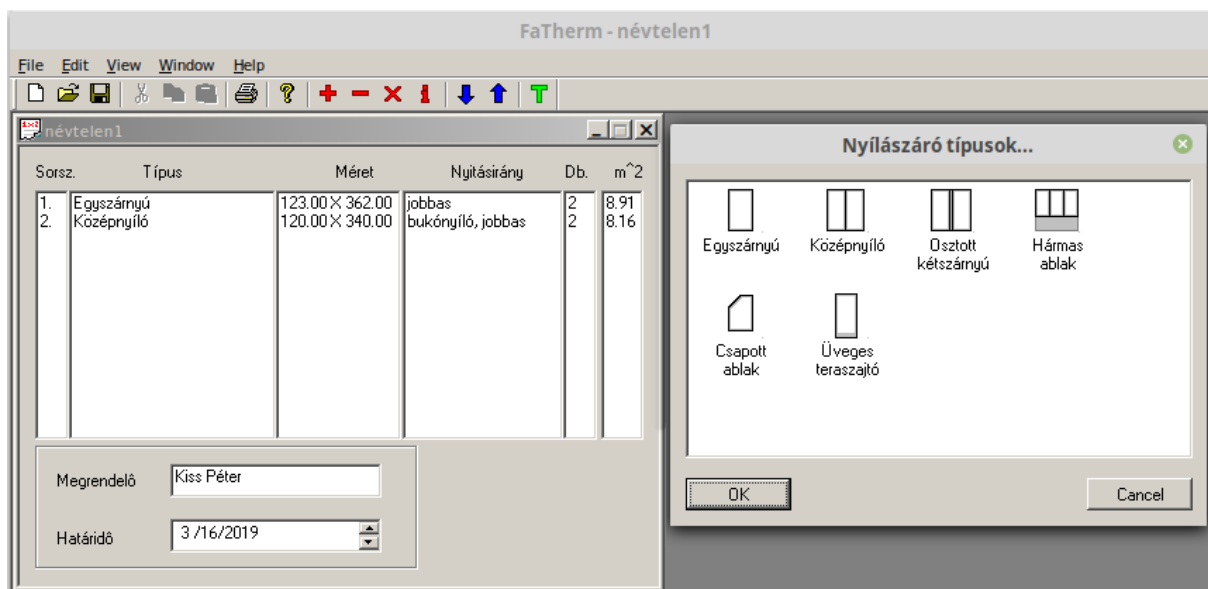 FaTherm - névtelen1
File Edit View Window Help
névtelen1
Sorsz. Típus Méret Nyitásirány Db. m^2
1. Egyszárnyú 123.00 X 362.00 jobbas 2 8.91
2. Középnyíló 120.00 X 340.00 bukónyíló, jobbas 2 8.16
Megrendelô Kiss Péter
Határidô 3 /16/2019
Nyílászáró típusok...
Egyszárnyú Középnyíló Osztott Hármas
kétszárnyú ablak
Csapott Üveges
ablak teraszajtó
OK Cancel